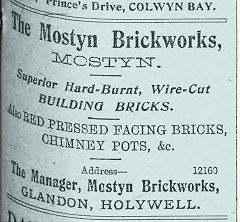 Prince's Drive, COLWYN BAY.
The Mostyn Brickworks,
MOSTYN.
Superior Hard-Burnt, Wire-Cut
BUILDING BRICKS.
Also RED PRESSED FACING BRICKS,
CHIMNEY POTS, &c.
Address— 12160
The Manager, Mostyn Brickworks,
GLANDON, HOLYWELL.